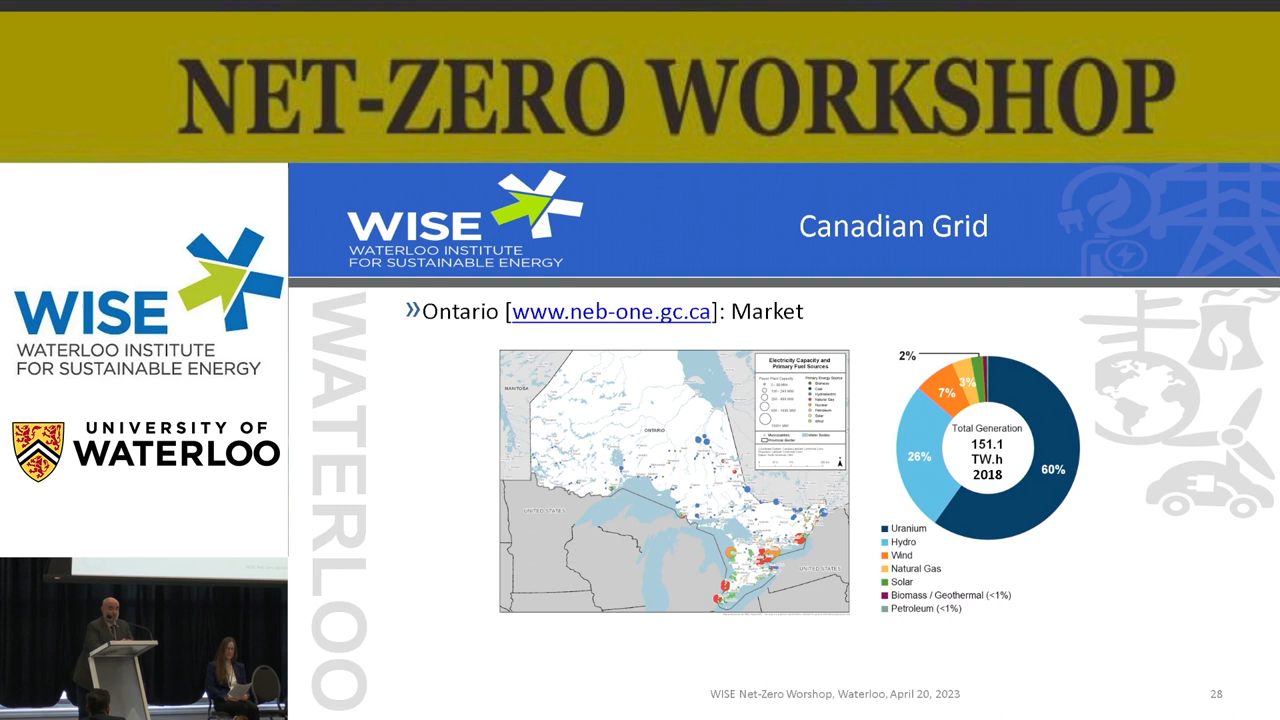 NET-ZERO WORKSHOP
WISE
WATERLOO INSTITUTE
FOR SUSTAINABLE ENERGY
UNIVERSITY OF
WATERLOO
WISE
WATERLOO INSTITUTE
FOR SUSTAINABLE ENERGY
Canadian Grid
WATERLOO
»Ontario [www.neb-one.gc.ca]: Market
Electricity Capacity and
Primary Fuel Sources
MANITOBA
ONTARIO
UNITED STATES
UNITED STATES
2%
3%
7%
26%
60%
Total Generation
151.1
TW.h
2018
Uranium
Hydro
Wind
Natural Gas
Solar
Biomass / Geothermal (<1%)
Petroleum (<1%)
WISE Net-Zero Worshop, Waterloo, April 20, 2023
28